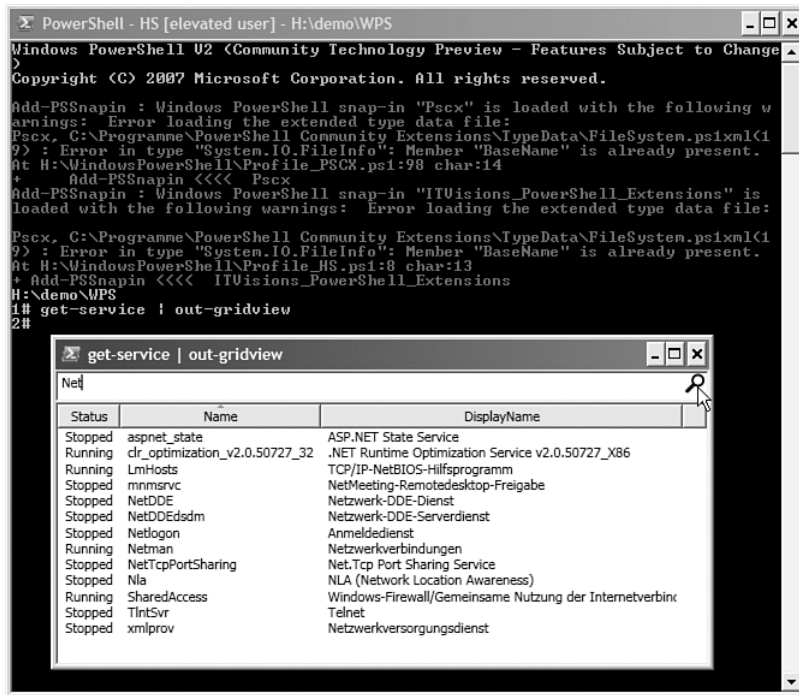 PowerShell - HS [elevated user] - H:\demo\WPS
Windows PowerShell V2 (Community Technology Preview - Features Subject to Change
)
Copyright (C) 2007 Microsoft Corporation. All rights reserved.
Add-PSSnapin : Windows PowerShell snap-in "Pscx" is loaded with the following w
arnings:  Error loading the extended type data file:
Pscx, C:\Programme\PowerShell Community Extensions\TypeData\FileSystem.ps1xml(1
9) : Error in type "System.IO.FileInfo": Member "BaseName" is already present.
At H:\WindowsPowerShell\Profile_PSCX.ps1:98 char:14
+     Add-PSSnapin <<<<  Pscx
Add-PSSnapin : Windows PowerShell snap-in "ITVisions_PowerShell_Extensions" is
loaded with the following warnings:  Error loading the extended type data file:
Pscx, C:\Programme\PowerShell Community Extensions\TypeData\FileSystem.ps1xml(1
9) : Error in type "System.IO.FileInfo": Member "BaseName" is already present.
At H:\WindowsPowerShell\Profile_HS.ps1:8 char:13
+ Add-PSSnapin <<<<  ITVisions_PowerShell_Extensions
H:\demo\WPS
1# get-service | out-gridview
2#
get-service | out-gridview
Net
Status Name DisplayName
Stopped aspnet_state ASP.NET State Service
Running clr_optimization_v2.0.50727_32 .NET Runtime Optimization Service v2.0.50727_X86
Running LmHosts TCP/IP-NetBIOS-Hilfsprogramm
Stopped mnmsrvc NetMeeting-Remotedesktop-Freigabe
Stopped NetDDE Netzwerk-DDE-Dienst
Stopped NetDDEdsdm Netzwerk-DDE-Serverdienst
Stopped Netlogon Anmeldedienst
Running Netman Netzwerkverbindungen
Stopped NetTcpPortSharing Net.Tcp Port Sharing Service
Stopped Nla NLA (Network Location Awareness)
Running SharedAccess Windows-Firewall/Gemeinsame Nutzung der Internetverbinc
Stopped TlntSvr Telnet
Stopped xmlprov Netzwerkversorgungsdienst